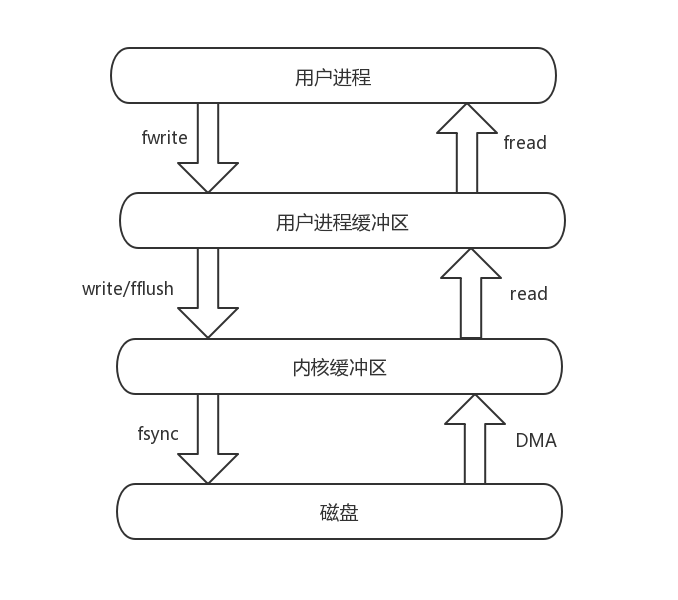 用户进程
fwrite
fread
用户进程缓冲区
write/fflush
read
内核缓冲区
fsync
DMA
磁盘